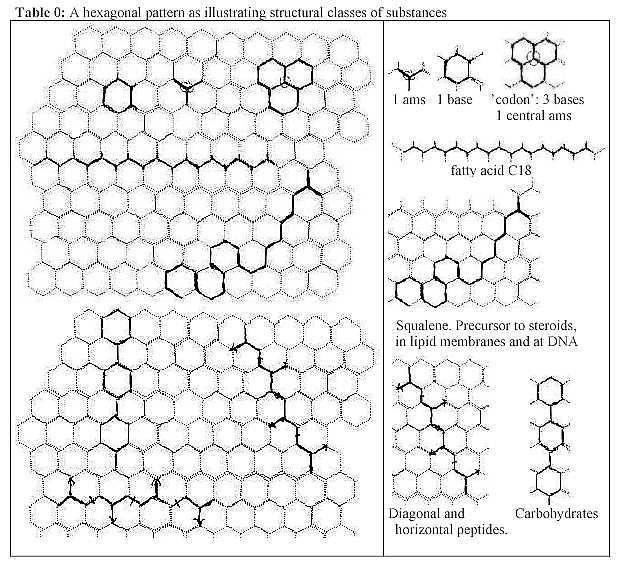 Table 0: A hexagonal pattern as illustrating structural classes of substances
1 ams
1 base
'codon': 3 bases
1 central ams
fatty acid C18
Squalene. Precursor to steroids,
in lipid membranes and at DNA
Diagonal and
horizontal peptides.
Carbohydrates